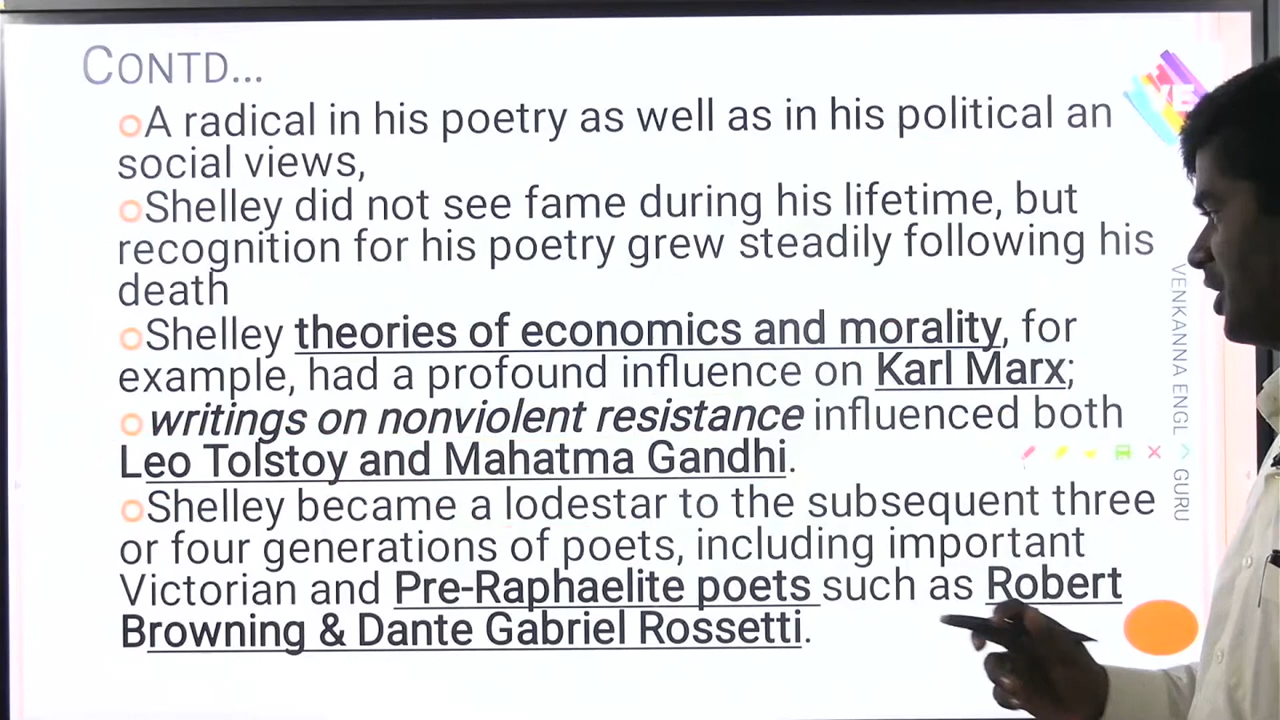 CONTD...
A radical in his poetry as well as in his political an
social views,
Shelley did not see fame during his lifetime, but
recognition for his poetry grew steadily following his
death
Shelley theories of economics and morality, for
example, had a profound influence on Karl Marx;
writings on nonviolent resistance influenced both
Leo Tolstoy and Mahatma Gandhi.
Shelley became a lodestar to the subsequent three
or four generations of poets, including important
Victorian and Pre-Raphaelite poets such as Robert
Browning & Dante Gabriel Rossetti.
VENKANNA ENGL GURU